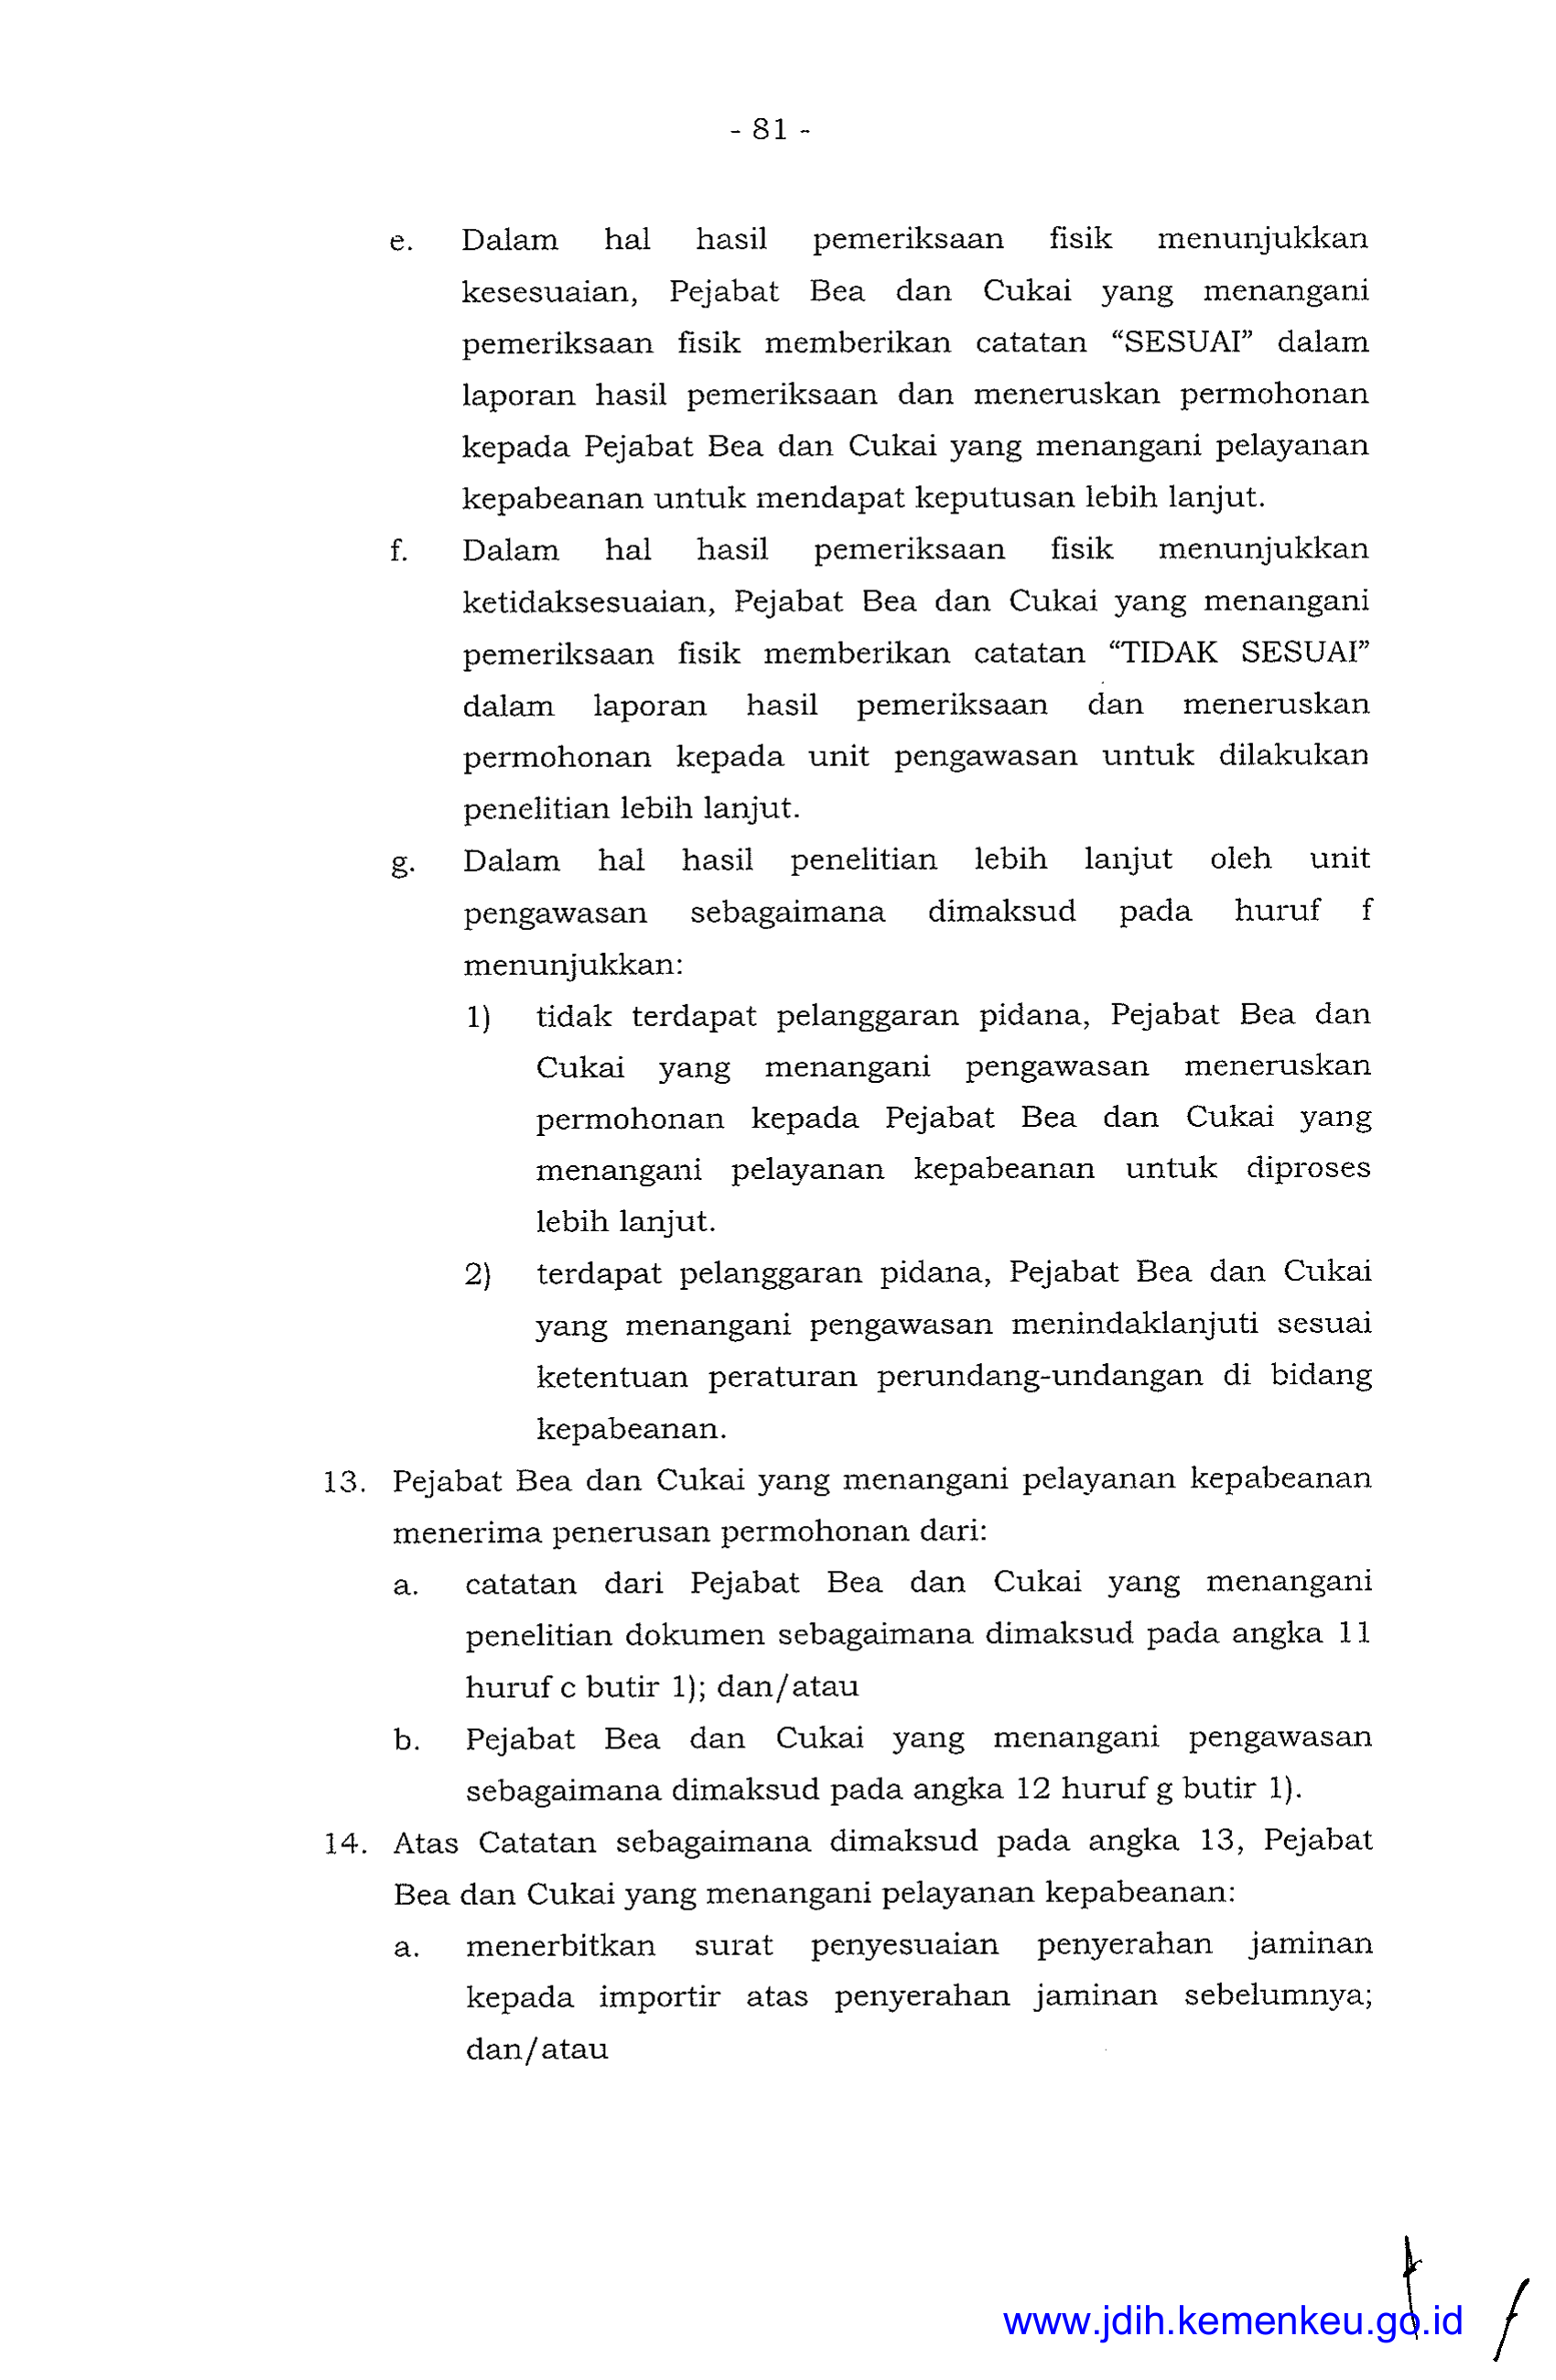 - 81 -
e. Dalam hal hasil pemeriksaan fisik menunjukkan
kesesuaian, Pejabat Bea dan Cukai yang menangani
pemeriksaan fisik memberikan catatan “SESUAI” dalam
laporan hasil pemeriksaan dan meneruskan permohonan
kepada Pejabat Bea dan Cukai yang menangani pelayanan
kepabeanan untuk mendapat keputusan lebih lanjut.
f. Dalam hal hasil pemeriksaan fisik menunjukkan
ketidaksesuaian, Pejabat Bea dan Cukai yang menangani
pemeriksaan fisik memberikan catatan “TIDAK SESUAI”
dalam laporan hasil pemeriksaan dan meneruskan
permohonan kepada unit pengawasan untuk dilakukan
penelitian lebih lanjut.
g. Dalam hal hasil penelitian lebih lanjut oleh unit
pengawasan sebagaimana dimaksud pada huruf f
menunjukkan:
1) tidak terdapat pelanggaran pidana, Pejabat Bea dan
Cukai yang menangani pengawasan meneruskan
permohonan kepada Pejabat Bea dan Cukai yang
menangani pelayanan kepabeanan untuk diproses
lebih lanjut.
2) terdapat pelanggaran pidana, Pejabat Bea dan Cukai
yang menangani pengawasan menindaklanjuti sesuai
ketentuan peraturan perundang-undangan di bidang
kepabeanan.
13. Pejabat Bea dan Cukai yang menangani pelayanan kepabeanan
menerima penerusan permohonan dari:
a. catatan dari Pejabat Bea dan Cukai yang menangani
penelitian dokumen sebagaimana dimaksud pada angka 11
huruf c butir 1); dan/atau
b. Pejabat Bea dan Cukai yang menangani pengawasan
sebagaimana dimaksud pada angka 12 huruf g butir 1).
14. Atas Catatan sebagaimana dimaksud pada angka 13, Pejabat
Bea dan Cukai yang menangani pelayanan kepabeanan:
a. menerbitkan surat penyesuaian penyerahan jaminan
kepada importir atas penyerahan jaminan sebelumnya;
dan/atau
www.jdih.kemenkeu.go.id